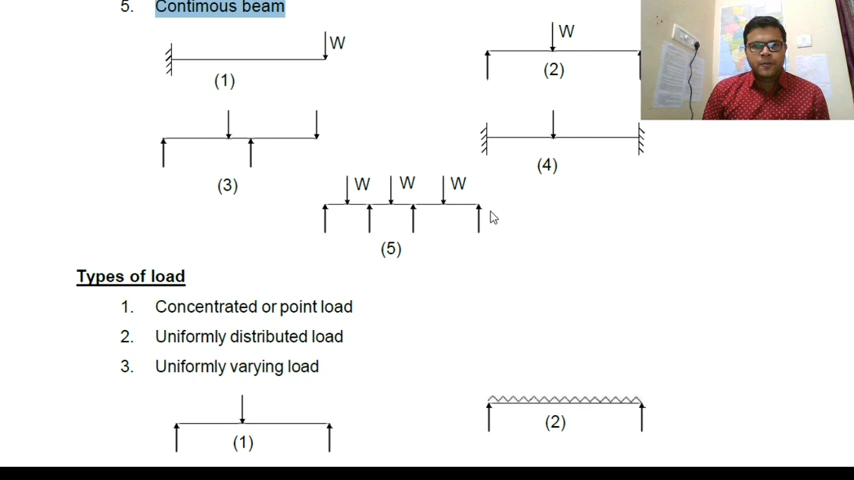 5. Contimous beam
W
W
(1)
(2)
(3)
(4)
W W W
(5)
Types of load
1. Concentrated or point load
2. Uniformly distributed load
3. Uniformly varying load
(1)
(2)